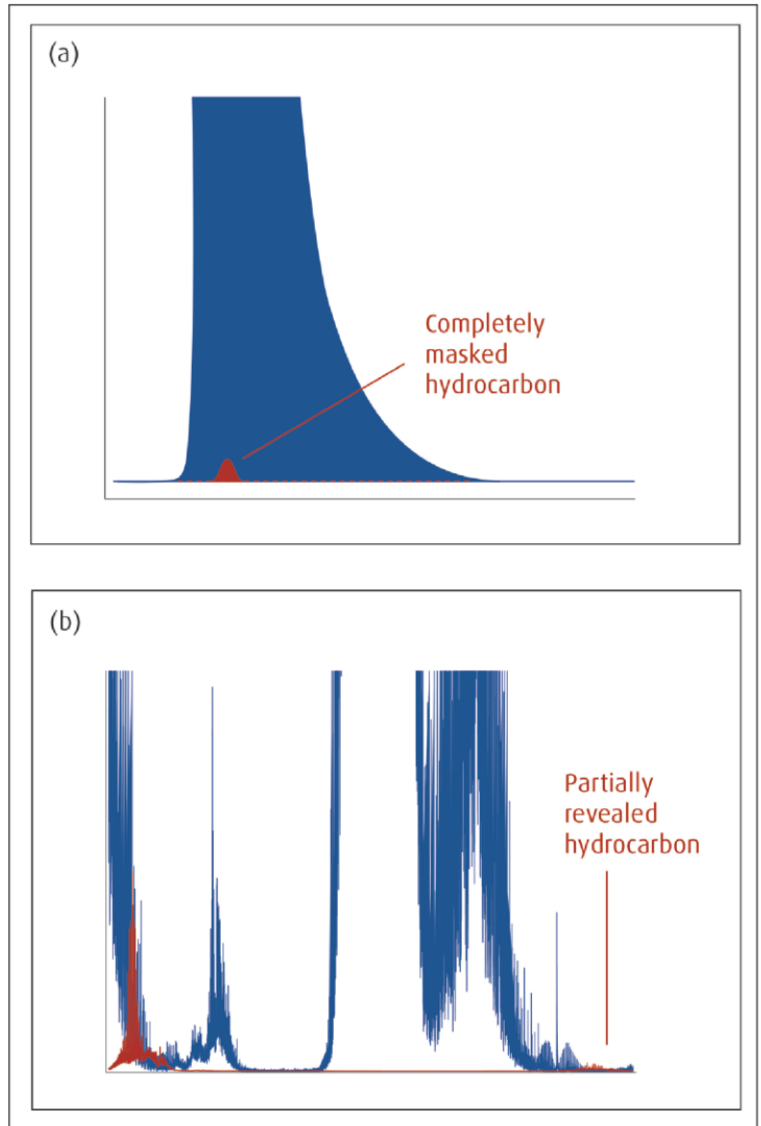 (a)
Completely
masked
hydrocarbon
(b)
Partially
revealed
hydrocarbon